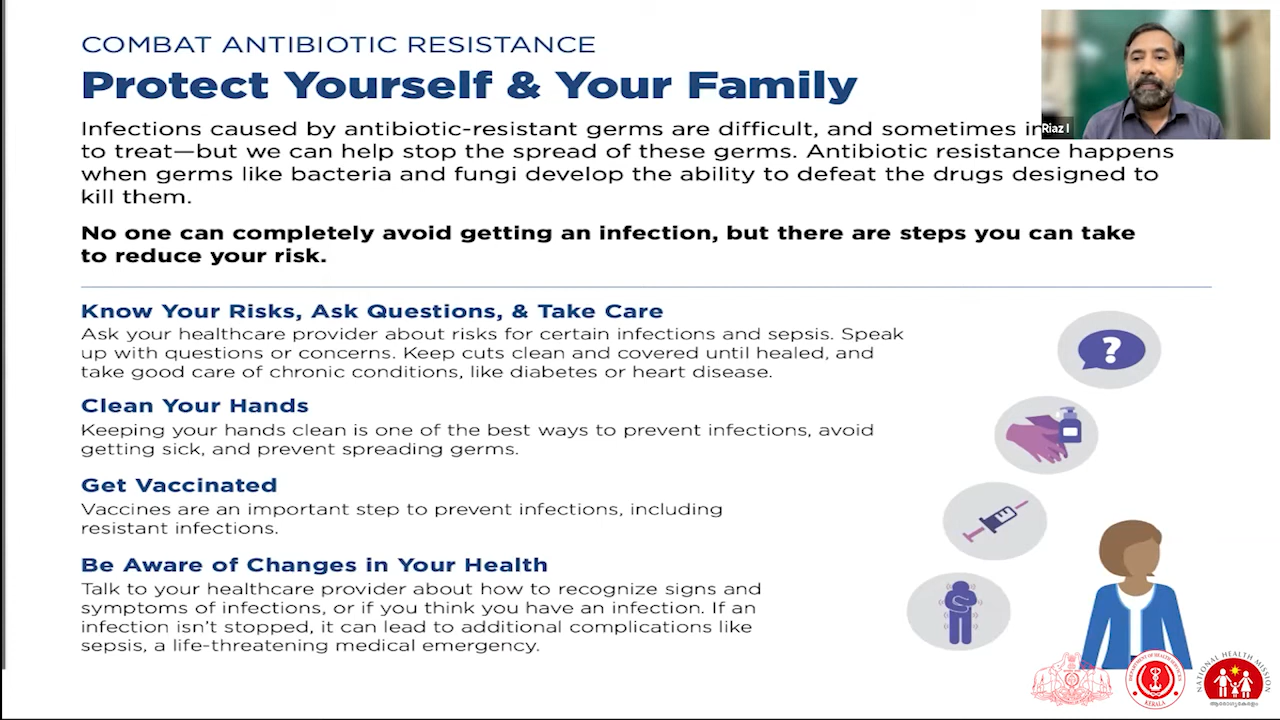 COMBAT ANTIBIOTIC RESISTANCE
Protect Yourself & Your Family
Infections caused by antibiotic-resistant germs are difficult, and sometimes
Riaz I
to treat—but we can help stop the spread of these germs. Antibiotic resistance happens
when germs like bacteria and fungi develop the ability to defeat the drugs designed to
kill them.
No one can completely avoid getting an infection, but there are steps you can take
to reduce your risk.
Know Your Risks, Ask Questions, & Take Care
Ask your healthcare provider about risks for certain infections and sepsis. Speak
up with questions or concerns. Keep cuts clean and covered until healed, and
take good care of chronic conditions, like diabetes or heart disease.
?
Clean Your Hands
Keeping your hands clean is one of the best ways to prevent infections, avoid
getting sick, and prevent spreading germs.
Get Vaccinated
Vaccines are an important step to prevent infections, including
resistant infections.
Be Aware of Changes in Your Health
Talk to your healthcare provider about how to recognize signs and
symptoms of infections, or if you think you have an infection. If an
infection isn't stopped, it can lead to additional complications like
sepsis, a life-threatening medical emergency.
DEPARTMENT OF HEALTH SERVICES
KERALA
NATIONAL HEALTH MISSION
ആരോഗ്യകേരളം